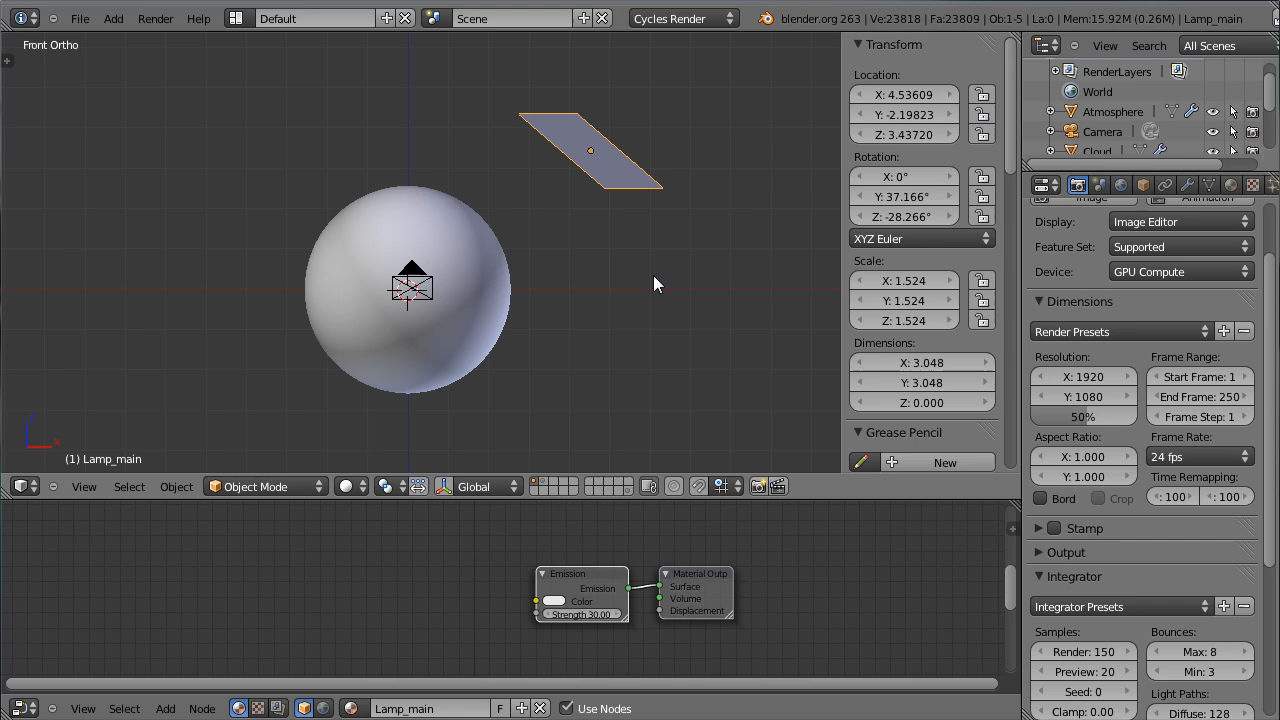 File Add Render Help Default Scene Cycles Render blender.org 263 | Ve:23818 | Fa:23809 | Ob:1-5 | La:0 | Mem:15.92M (0.26M) | Lamp_main
Front Ortho
(1) Lamp_main
Transform
Location:
X: 4.53609
Y: -2.19823
Z: 3.43720
Rotation:
X: 0°
Y: 37.166°
Z: -28.266°
XYZ Euler
Scale:
X: 1.524
Y: 1.524
Z: 1.524
Dimensions:
X: 3.048
Y: 3.048
Z: 0.000
Grease Pencil
New
View Select Object Object Mode Global
Emission
Emission
Color
Strength 30.00
Material Outp
Surface
Volume
Displacement
View Select Add Node Lamp_main F Use Nodes
View Search All Scenes
RenderLayers |
World
Atmosphere |
Camera |
Cloud |
Image Animation
Display: Image Editor
Feature Set: Supported
Device: GPU Compute
Dimensions
Render Presets
Resolution: Frame Range:
X: 1920 Start Frame: 1
Y: 1080 End Frame: 250
50% Frame Step: 1
Aspect Ratio: Frame Rate:
X: 1.000 24 fps
Y: 1.000 Time Remapping:
Bord Crop : 100 : 100
Stamp
Output
Integrator
Integrator Presets
Samples: Bounces:
Render: 150 Max: 8
Preview: 20 Min: 3
Seed: 0 Light Paths:
Clamp: 0.00 Diffuse: 128